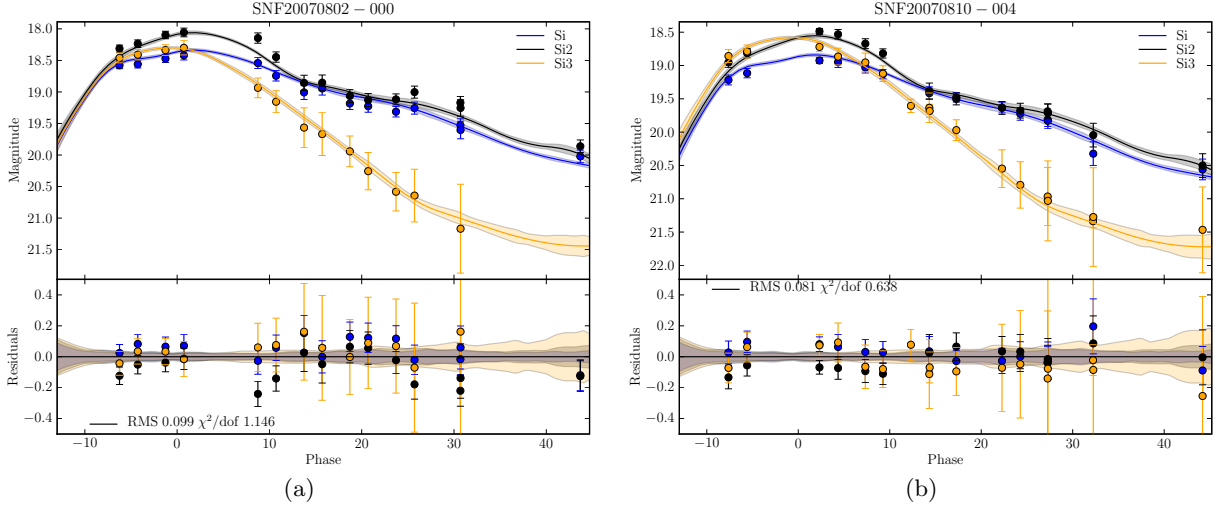 SNF20070802 − 000
Si
Si2
Si3
18.0
18.5
19.0
19.5
20.0
20.5
21.0
21.5
Magnitude
0.4
0.2
0.0
−0.2
−0.4
Residuals
RMS 0.099 χ²/dof 1.146
−10 0 10 20 30 40
Phase
(a)
SNF20070810 − 004
Si
Si2
Si3
18.5
19.0
19.5
20.0
20.5
21.0
21.5
22.0
Magnitude
RMS 0.081 χ²/dof 0.638
0.4
0.2
0.0
−0.2
−0.4
Residuals
−10 0 10 20 30 40
Phase
(b)